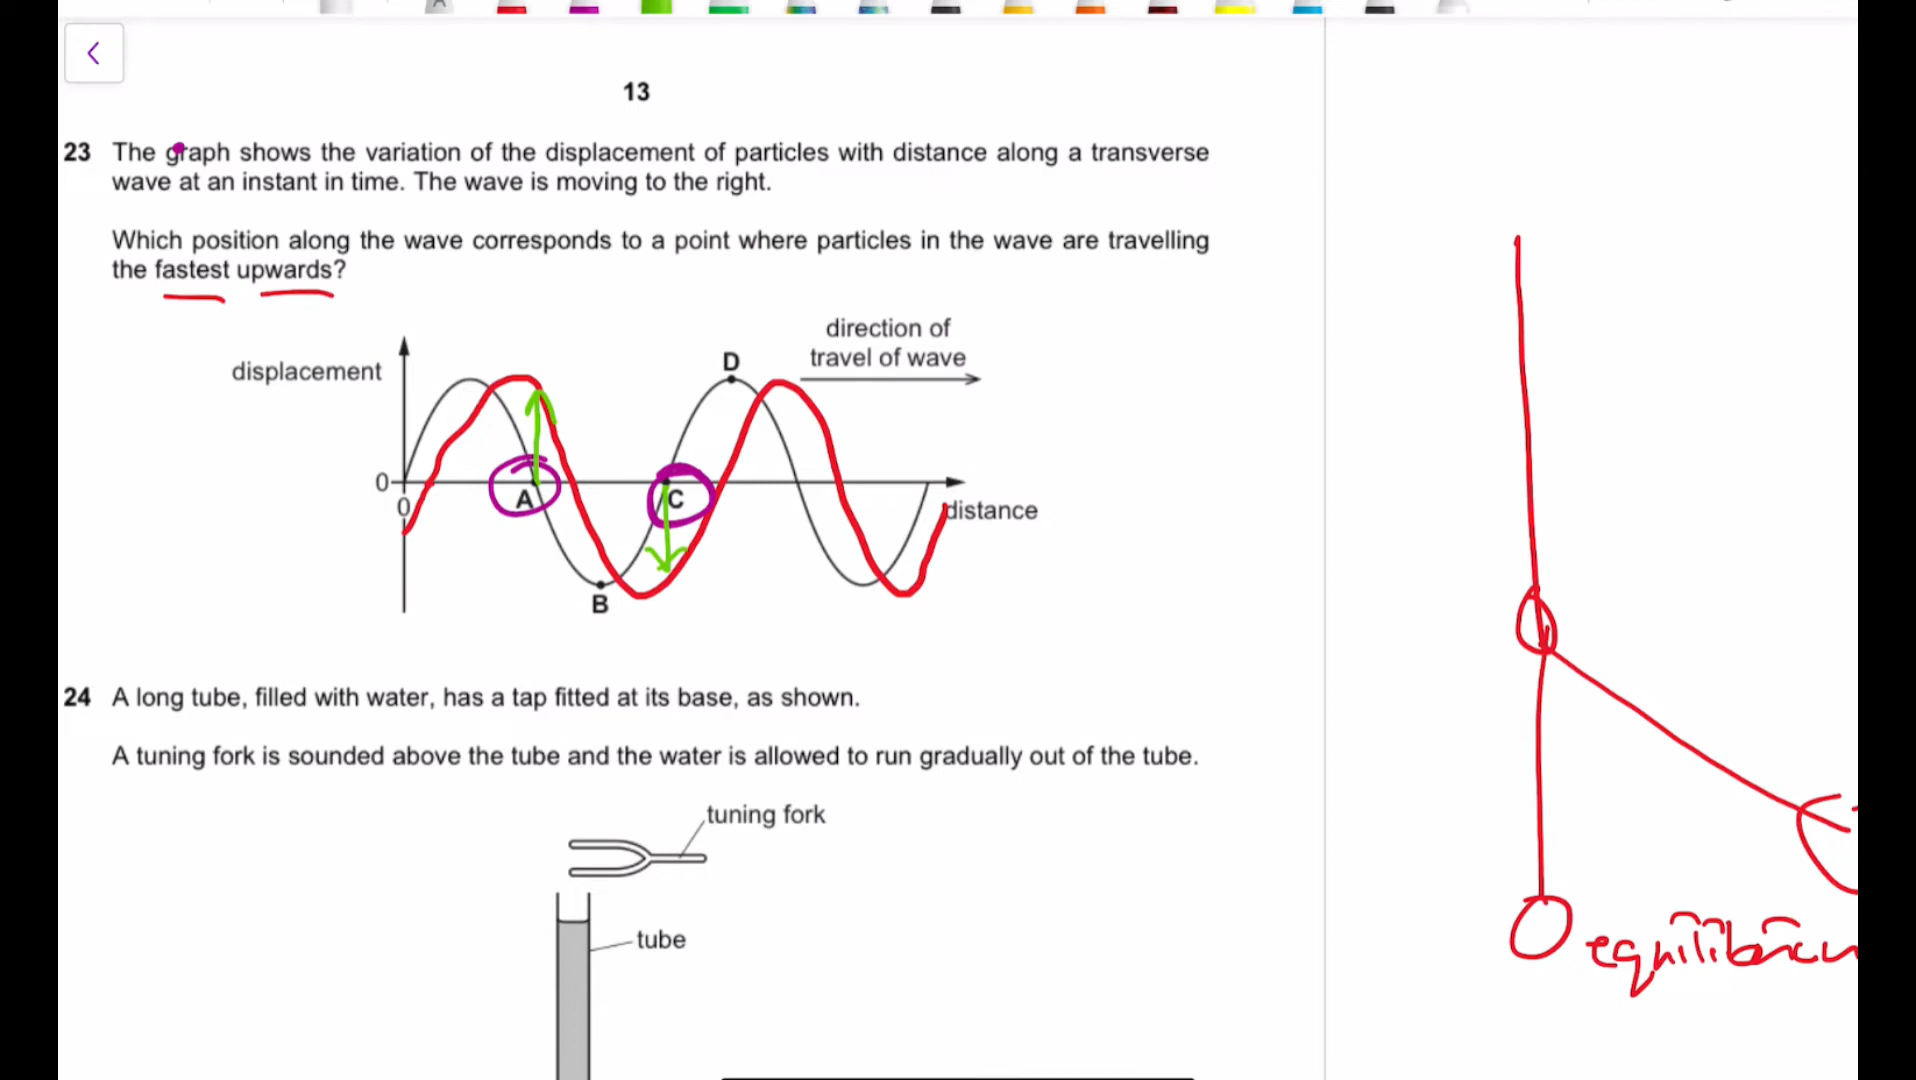 13
23 The graph shows the variation of the displacement of particles with distance along a transverse
wave at an instant in time. The wave is moving to the right.
Which position along the wave corresponds to a point where particles in the wave are travelling
the fastest upwards?
direction of
travel of wave
displacement
D
0
0
A
C
distance
B
24 A long tube, filled with water, has a tap fitted at its base, as shown.
A tuning fork is sounded above the tube and the water is allowed to run gradually out of the tube.
tuning fork
tube